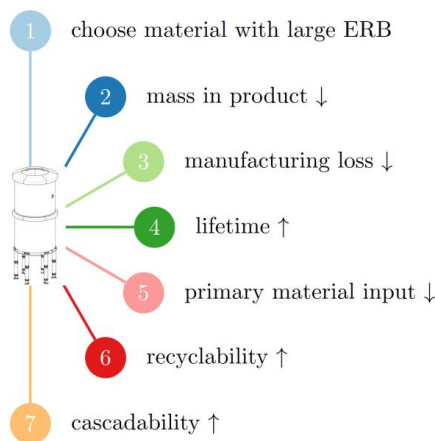 1 choose material with large ERB
2 mass in product ↓
3 manufacturing loss ↓
4 lifetime ↑
5 primary material input ↓
6 recyclability ↑
7 cascadability ↑